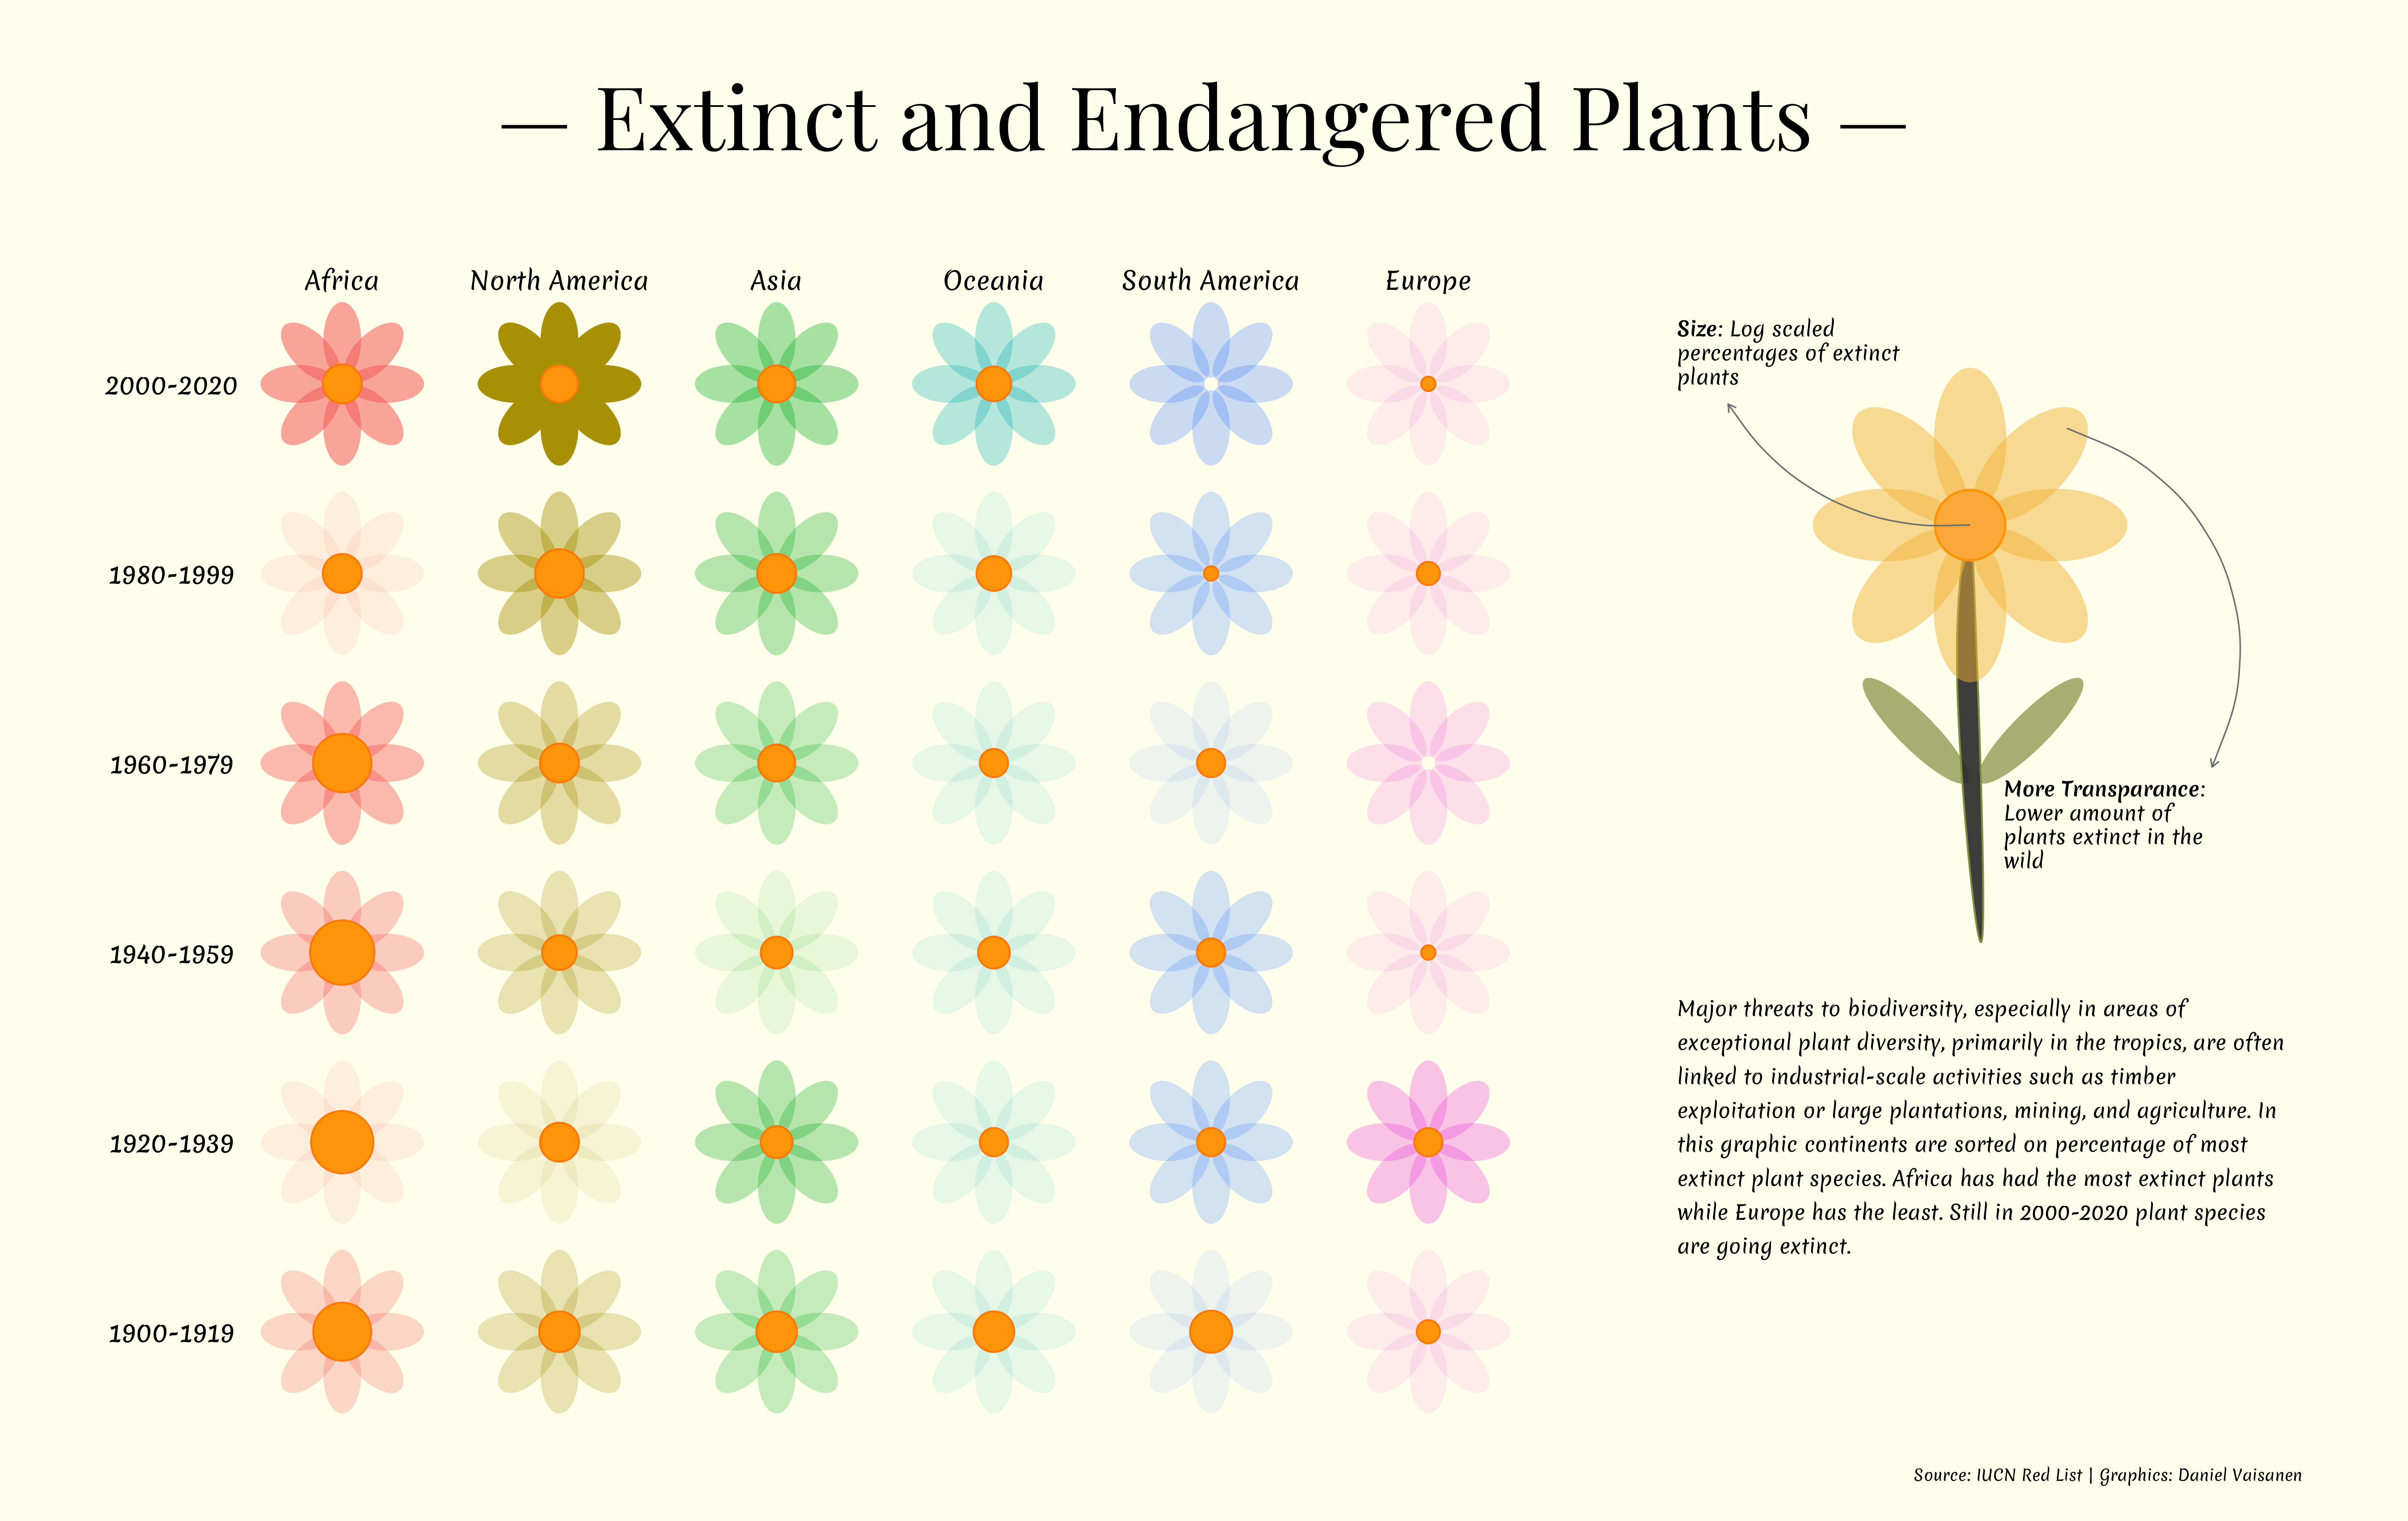 — Extinct and Endangered Plants —
Africa
North America
Asia
Oceania
South America
Europe
2000-2020
1980-1999
1960-1979
1940-1959
1920-1939
1900-1919
Size: Log scaled
percentages of extinct
plants
More Transparance:
Lower amount of
plants extinct in the
wild
Major threats to biodiversity, especially in areas of
exceptional plant diversity, primarily in the tropics, are often
linked to industrial-scale activities such as timber
exploitation or large plantations, mining, and agriculture. In
this graphic continents are sorted on percentage of most
extinct plant species. Africa has had the most extinct plants
while Europe has the least. Still in 2000-2020 plant species
are going extinct.
Source: IUCN Red List | Graphics: Daniel Vaisanen